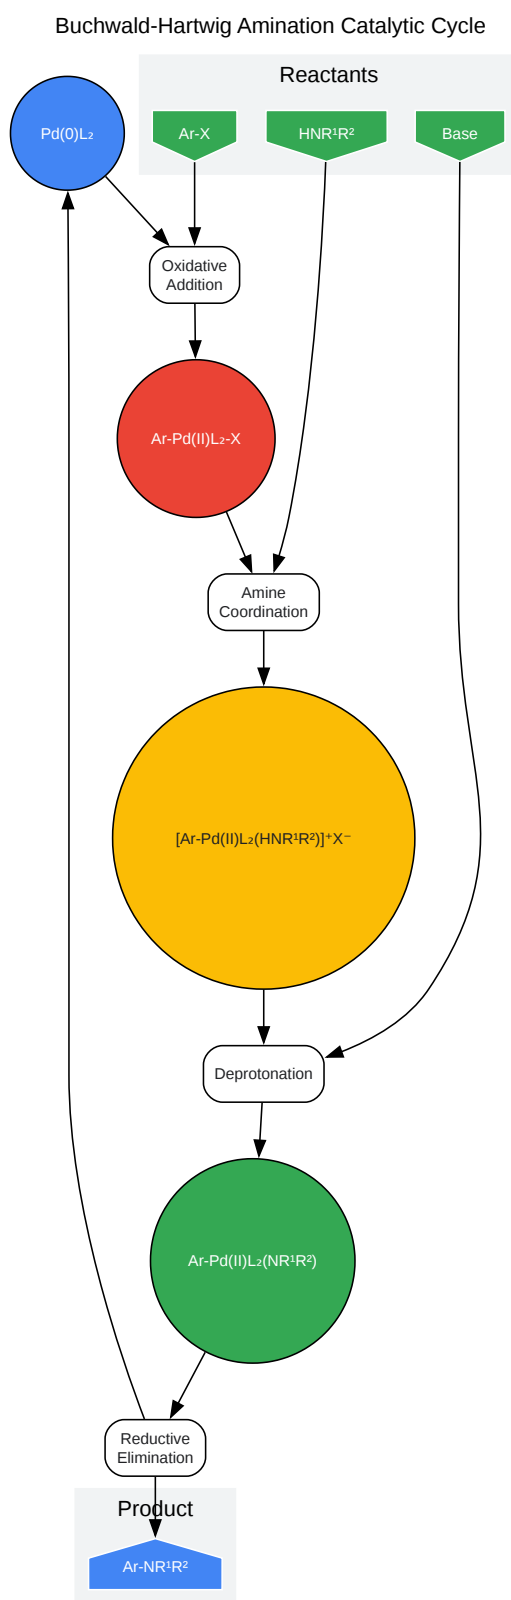 Buchwald-Hartwig Amination Catalytic Cycle
Reactants
Pd(0)L₂
Ar-X
HNR¹R²
Base
Oxidative
Addition
Ar-Pd(II)L₂-X
Amine
Coordination
[Ar-Pd(II)L₂(HNR¹R²)]⁺X⁻
Deprotonation
Ar-Pd(II)L₂(NR¹R²)
Reductive
Elimination
Product
Ar-NR¹R²